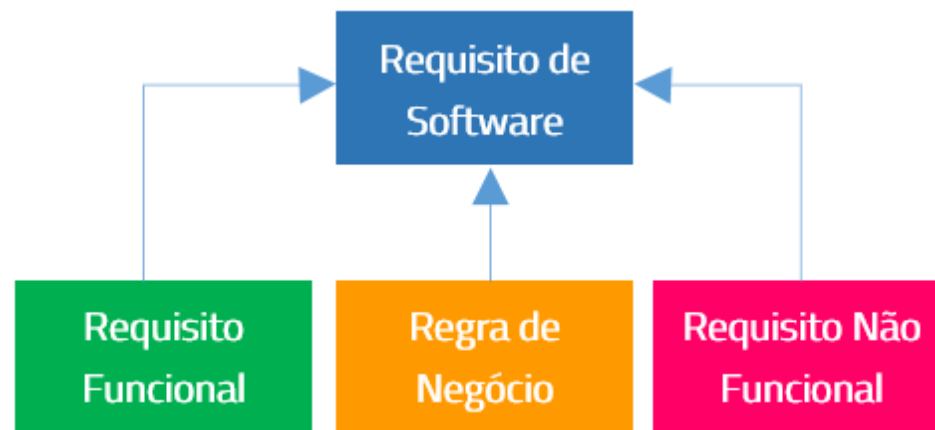 Requisito de
Software
Requisito
Funcional
Regra de
Negócio
Requisito Não
Funcional